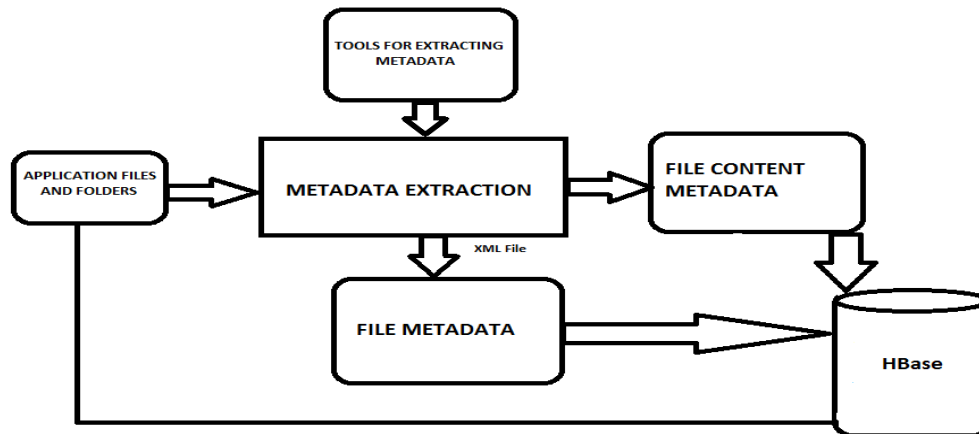 TOOLS FOR EXTRACTING
METADATA
APPLICATION FILES
AND FOLDERS
METADATA EXTRACTION
FILE CONTENT
METADATA
XML File
FILE METADATA
HBase